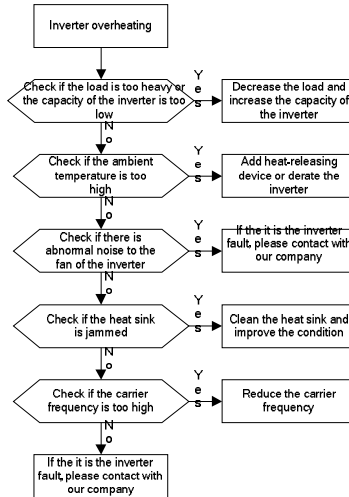 Inverter overheating
Check if the load is too heavy or
the capacity of the inverter is too
low
Yes
Decrease the load and
increase the capacity of
the inverter
No
Check if the ambient
temperature is too
high
Yes
Add heat-releasing
device or derate the
inverter
No
Check if there is
abnormal noise to the
fan of the inverter
Yes
If the it is the inverter
fault, please contact with
our company
No
Check if the heat sink
is jammed
Yes
Clean the heat sink and
improve the condition
No
Check if the carrier
frequency is too high
Yes
Reduce the carrier
frequency
No
If the it is the inverter
fault, please contact with
our company